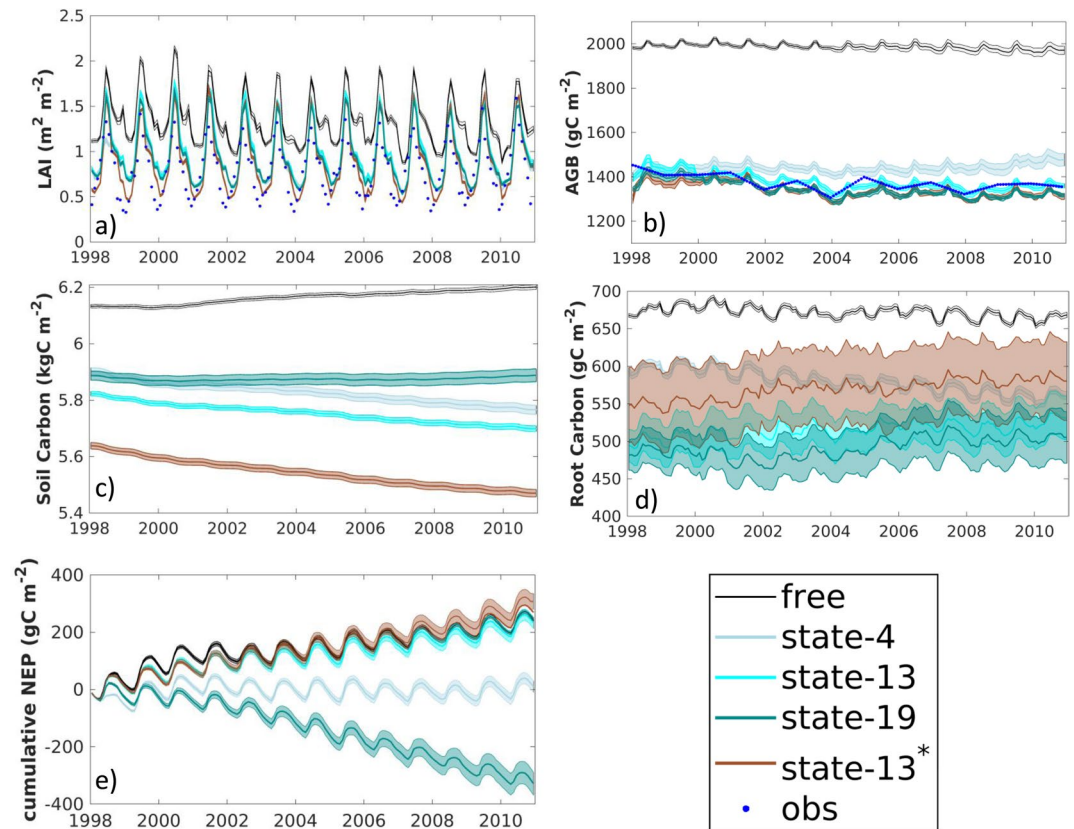 LAI (m² m⁻²)
2.5
2
1.5
1
0.5
0
a)
1998 2000 2002 2004 2006 2008 2010
AGB (gC m⁻²)
2000
1800
1600
1400
1200
b)
1998 2000 2002 2004 2006 2008 2010
Soil Carbon (kgC m⁻²)
6.2
6
5.8
5.6
5.4
c)
1998 2000 2002 2004 2006 2008 2010
Root Carbon (gC m⁻²)
700
650
600
550
500
450
400
d)
1998 2000 2002 2004 2006 2008 2010
cumulative NEP (gC m⁻²)
400
200
0
-200
-400
e)
1998 2000 2002 2004 2006 2008 2010
free
state-4
state-13
state-19
state-13*
obs